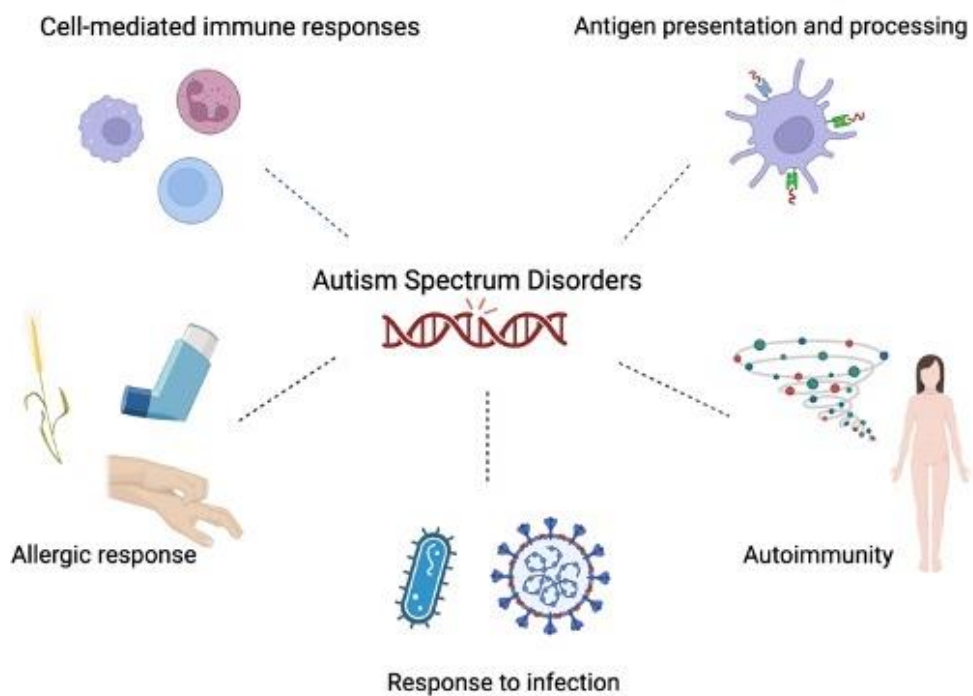 Cell-mediated immune responses
Antigen presentation and processing
Autism Spectrum Disorders
Allergic response
Autoimmunity
Response to infection